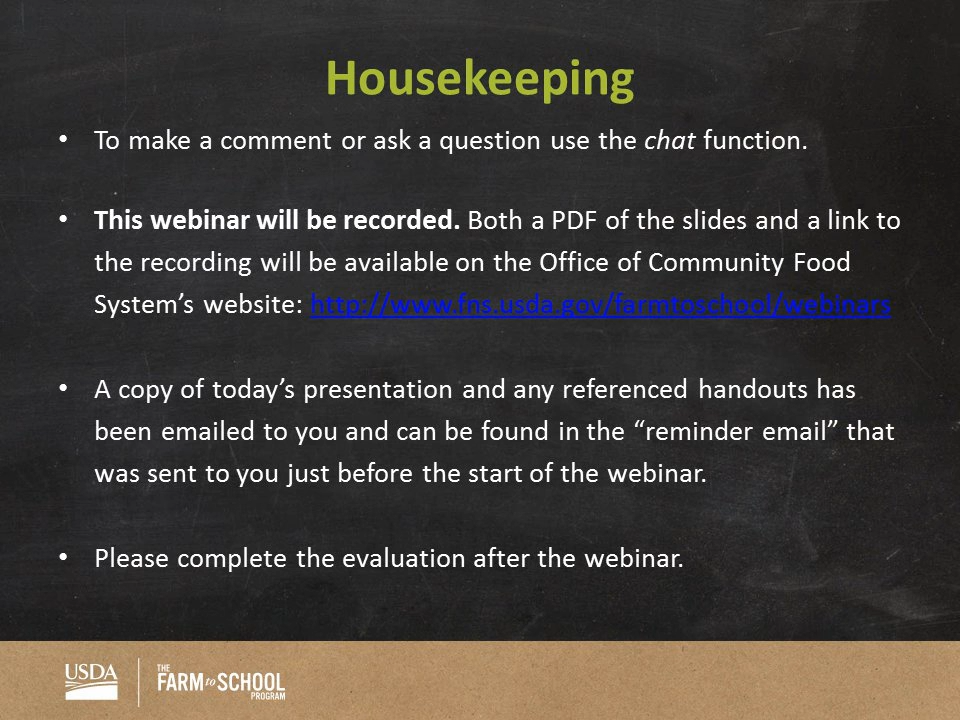 Housekeeping
• To make a comment or ask a question use the chat function.
• This webinar will be recorded. Both a PDF of the slides and a link to
the recording will be available on the Office of Community Food
System’s website: http://www.fns.usda.gov/farmtoschool/webinars
• A copy of today’s presentation and any referenced handouts has
been emailed to you and can be found in the “reminder email” that
was sent to you just before the start of the webinar.
• Please complete the evaluation after the webinar.
USDA
THE
FARM to SCHOOL
PROGRAM